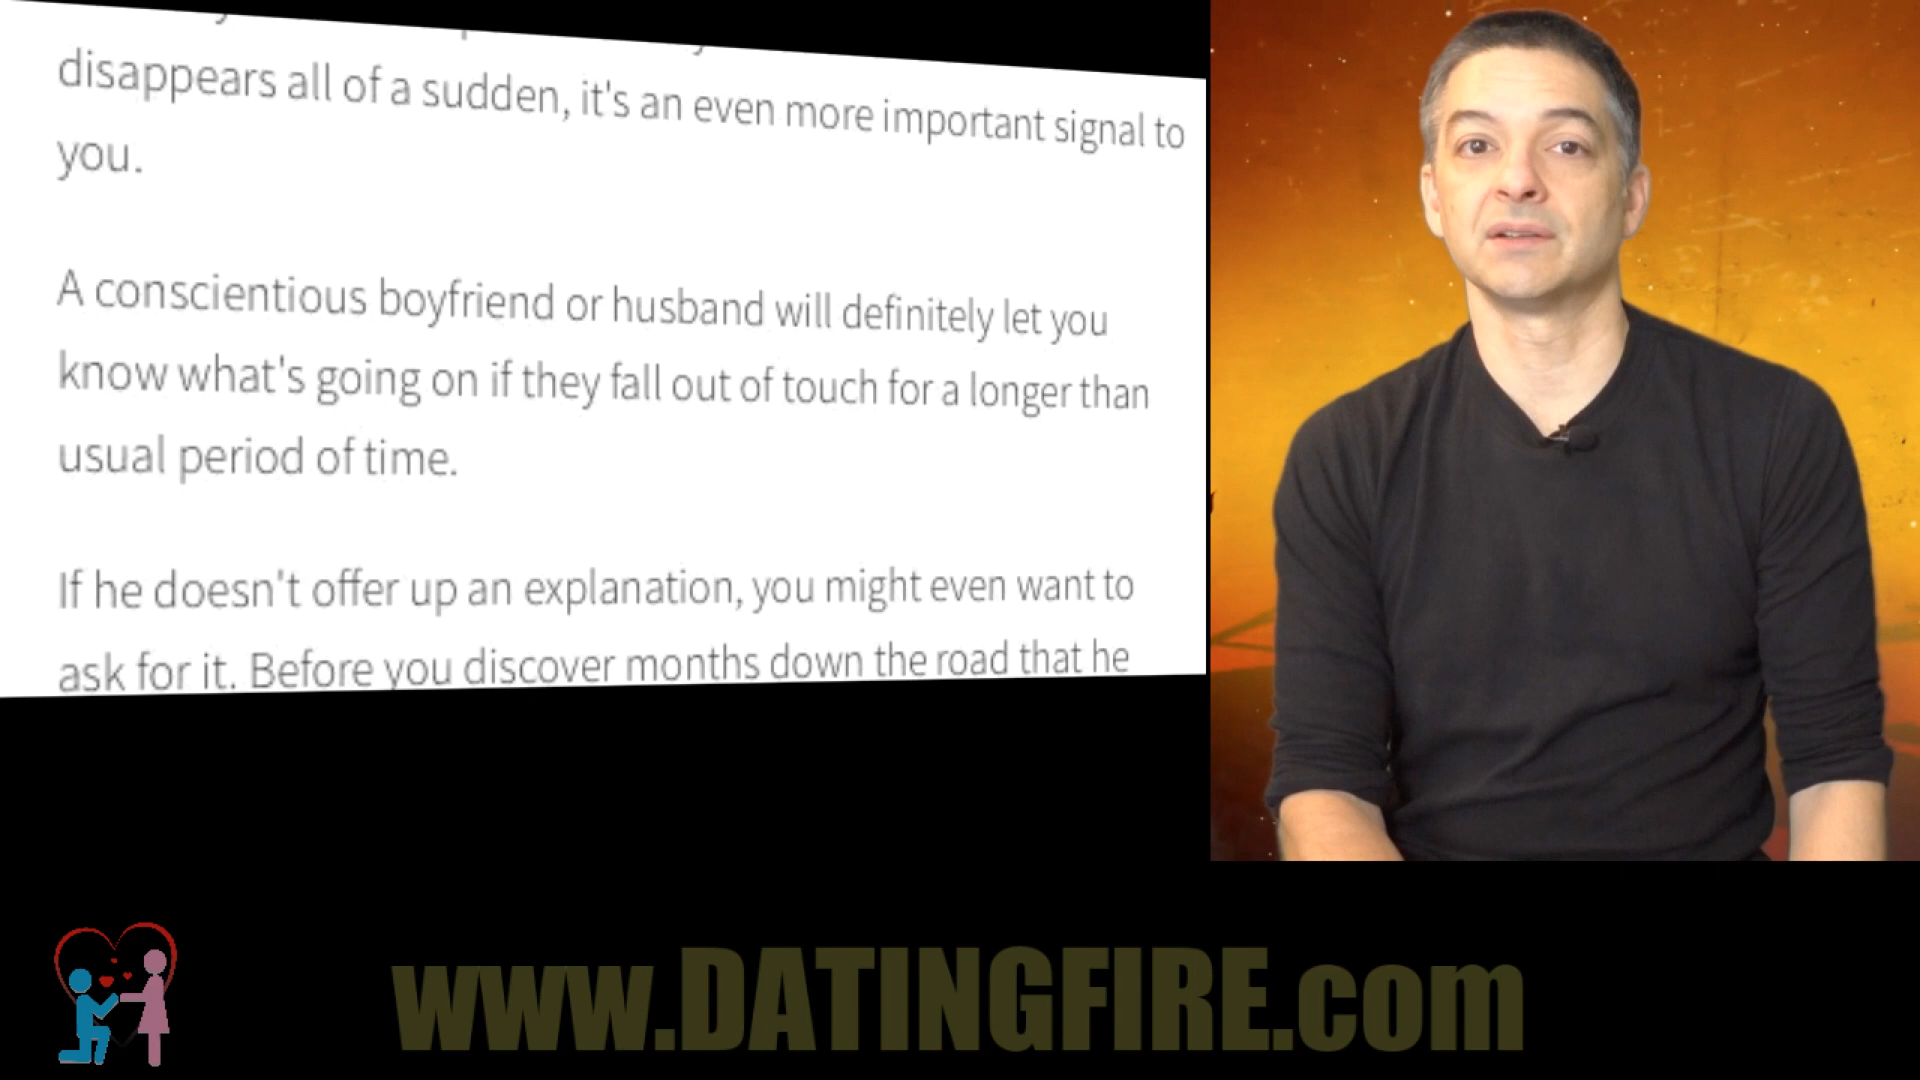 disappears all of a sudden, it's an even more important signal to
you.
A conscientious boyfriend or husband will definitely let you
know what's going on if they fall out of touch for a longer than
usual period of time.
If he doesn't offer up an explanation, you might even want to
ask for it. Before you discover months down the road that he
www.DATINGFIRE.com